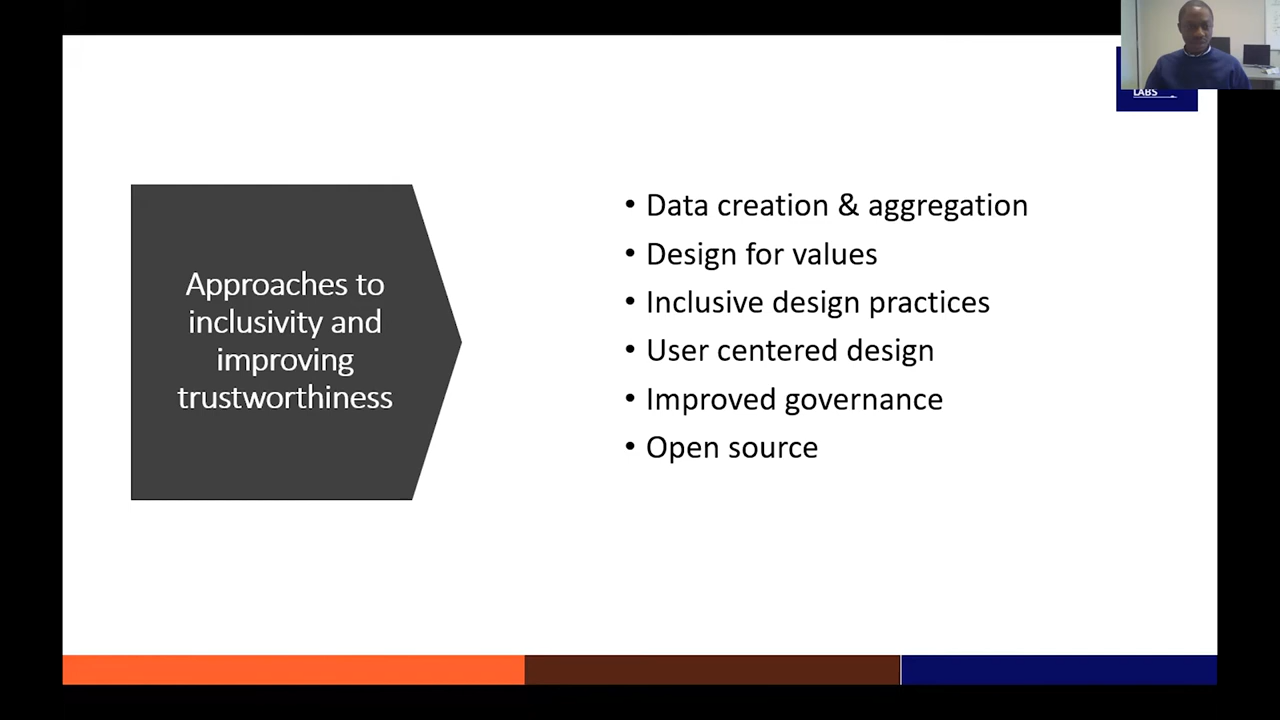 LABS
Approaches to
inclusivity and
improving
trustworthiness
• Data creation & aggregation
• Design for values
• Inclusive design practices
• User centered design
• Improved governance
• Open source